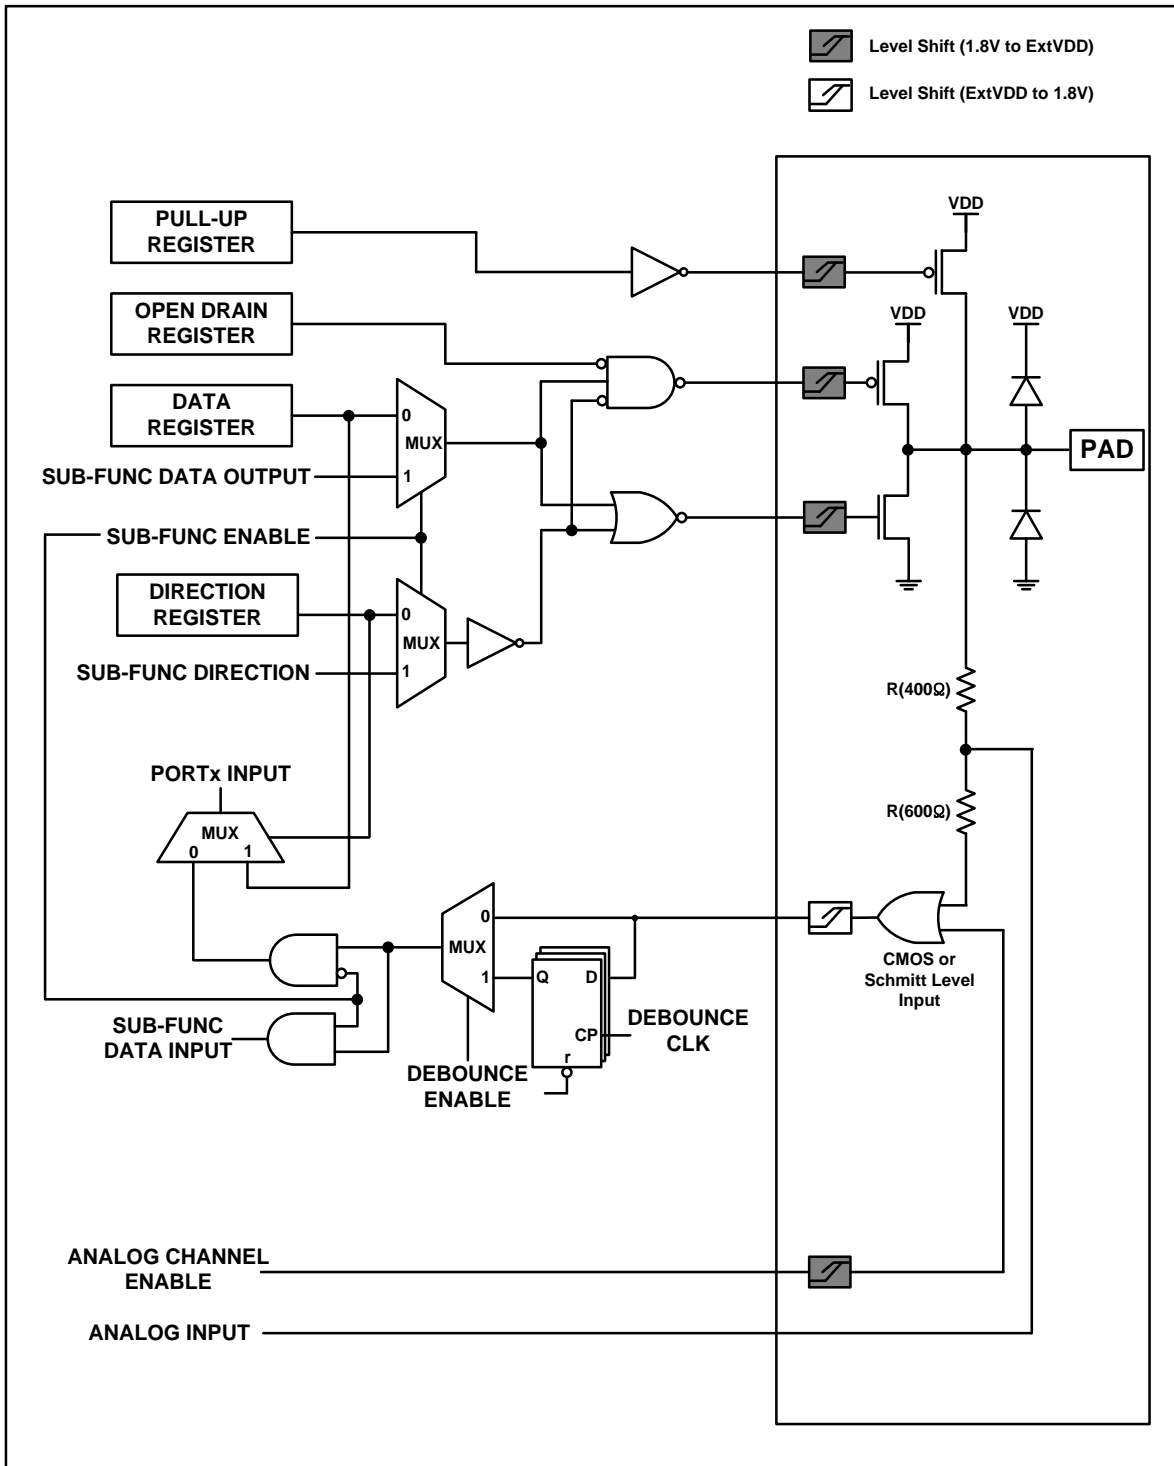 Level Shift (1.8V to ExtVDD)
Level Shift (ExtVDD to 1.8V)
VDD
PULL-UP
REGISTER
OPEN DRAIN
REGISTER
VDD
VDD
DATA
REGISTER
0
MUX
1
PAD
SUB-FUNC DATA OUTPUT
SUB-FUNC ENABLE
DIRECTION
REGISTER
0
MUX
1
SUB-FUNC DIRECTION
R(400Ω)
PORTx INPUT
R(600Ω)
MUX
0 1
0
MUX
1
Q D
CP
r
CMOS or
Schmitt Level
Input
SUB-FUNC
DATA INPUT
DEBOUNCE
CLK
DEBOUNCE
ENABLE
ANALOG CHANNEL
ENABLE
ANALOG INPUT